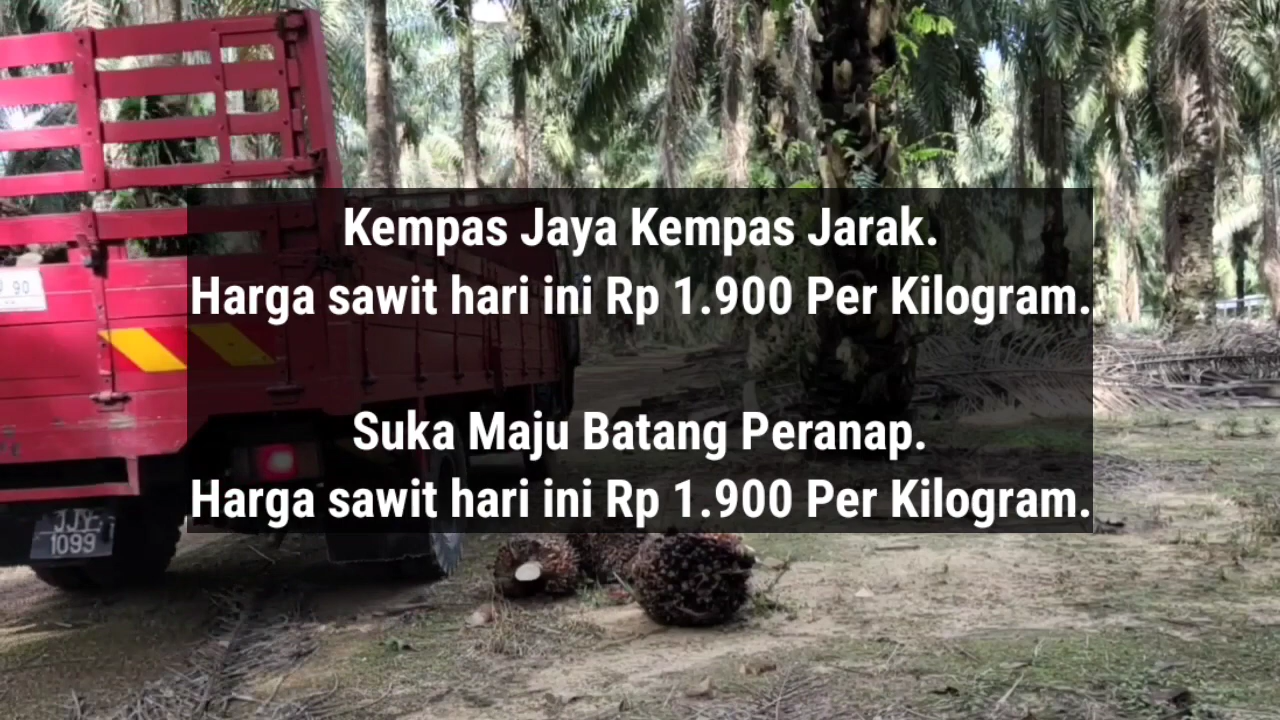 Kempas Jaya Kempas Jarak.
Harga sawit hari ini Rp 1.900 Per Kilogram.
Suka Maju Batang Peranap.
Harga sawit hari ini Rp 1.900 Per Kilogram.
90
JJY
1099